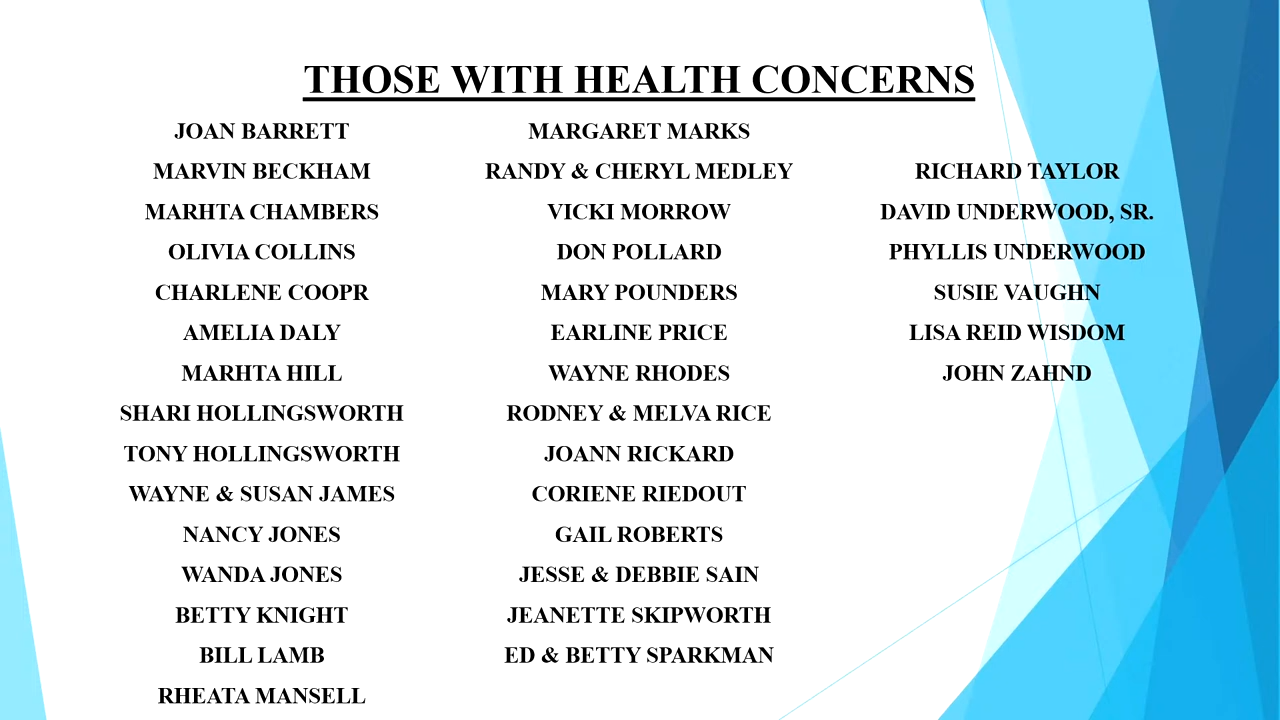 THOSE WITH HEALTH CONCERNS
JOAN BARRETT
MARVIN BECKHAM
MARHTA CHAMBERS
OLIVIA COLLINS
CHARLENE COOPR
AMELIA DALY
MARHTA HILL
SHARI HOLLINGSWORTH
TONY HOLLINGSWORTH
WAYNE & SUSAN JAMES
NANCY JONES
WANDA JONES
BETTY KNIGHT
BILL LAMB
RHEATA MANSELL
MARGARET MARKS
RANDY & CHERYL MEDLEY
VICKI MORROW
DON POLLARD
MARY POUNDERS
EARLINE PRICE
WAYNE RHODES
RODNEY & MELVA RICE
JOANN RICKARD
CORIENE RIEDOUT
GAIL ROBERTS
JESSE & DEBBIE SAIN
JEANETTE SKIPWORTH
ED & BETTY SPARKMAN
RICHARD TAYLOR
DAVID UNDERWOOD, SR.
PHYLLIS UNDERWOOD
SUSIE VAUGHN
LISA REID WISDOM
JOHN ZAHND